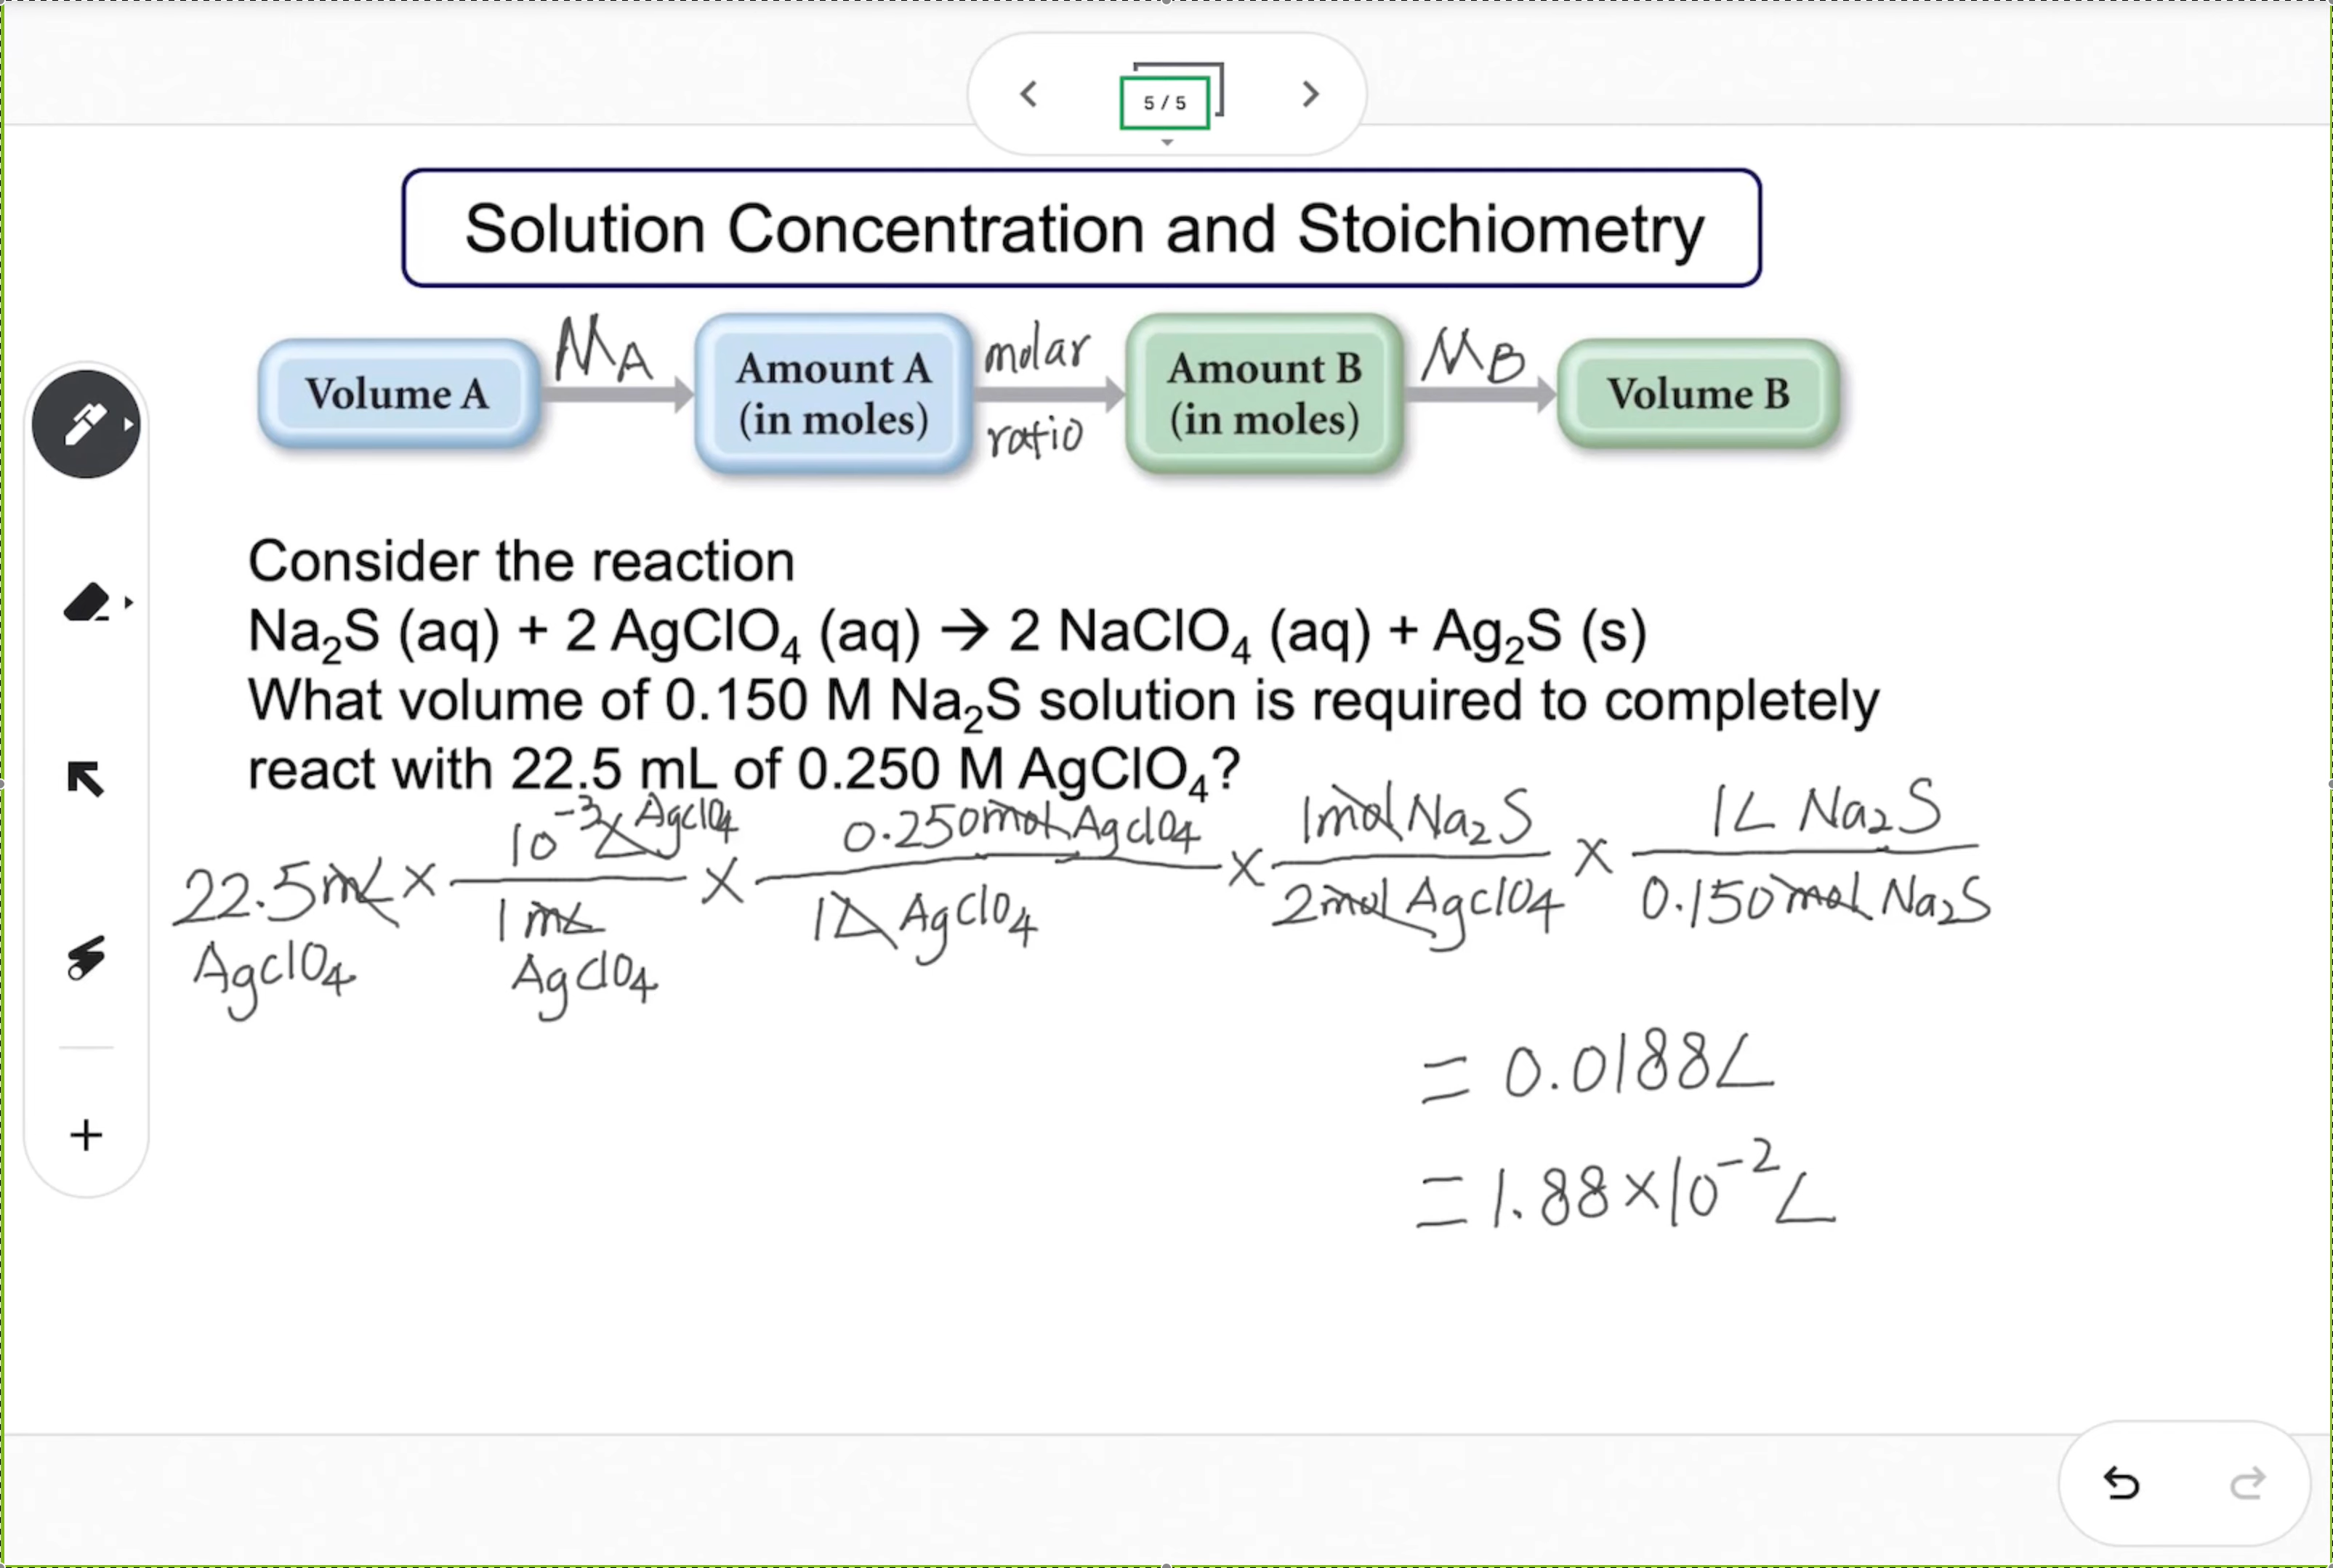 5 / 5
Solution Concentration and Stoichiometry
Volume A
M_A
Amount A
(in moles)
molar
ratio
Amount B
(in moles)
M_B
Volume B
Consider the reaction
Na₂S (aq) + 2 AgClO₄ (aq) → 2 NaClO₄ (aq) + Ag₂S (s)
What volume of 0.150 M Na₂S solution is required to completely
react with 22.5 mL of 0.250 M AgClO₄?
22.5 mL AgClO₄ × 10⁻³ L AgClO₄ / 1 mL AgClO₄ × 0.250 mol AgClO₄ / 1 L AgClO₄ × 1 mol Na₂S / 2 mol AgClO₄ × 1 L Na₂S / 0.150 mol Na₂S
= 0.0188 L
= 1.88 × 10⁻² L